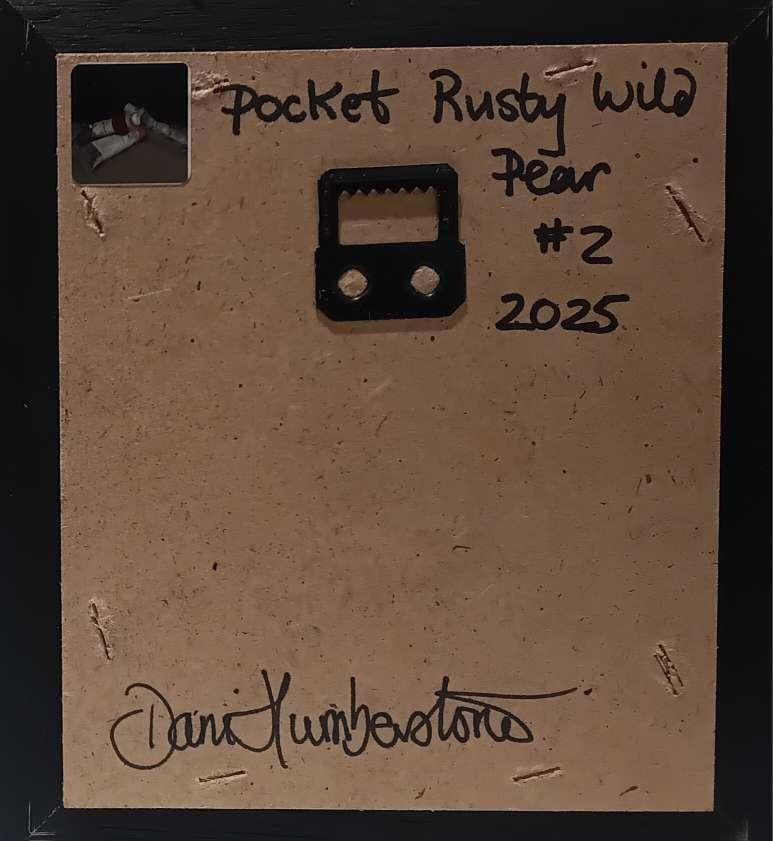 Pocket Rusty Wild
Pear
#2
2025
Dani Humberstone